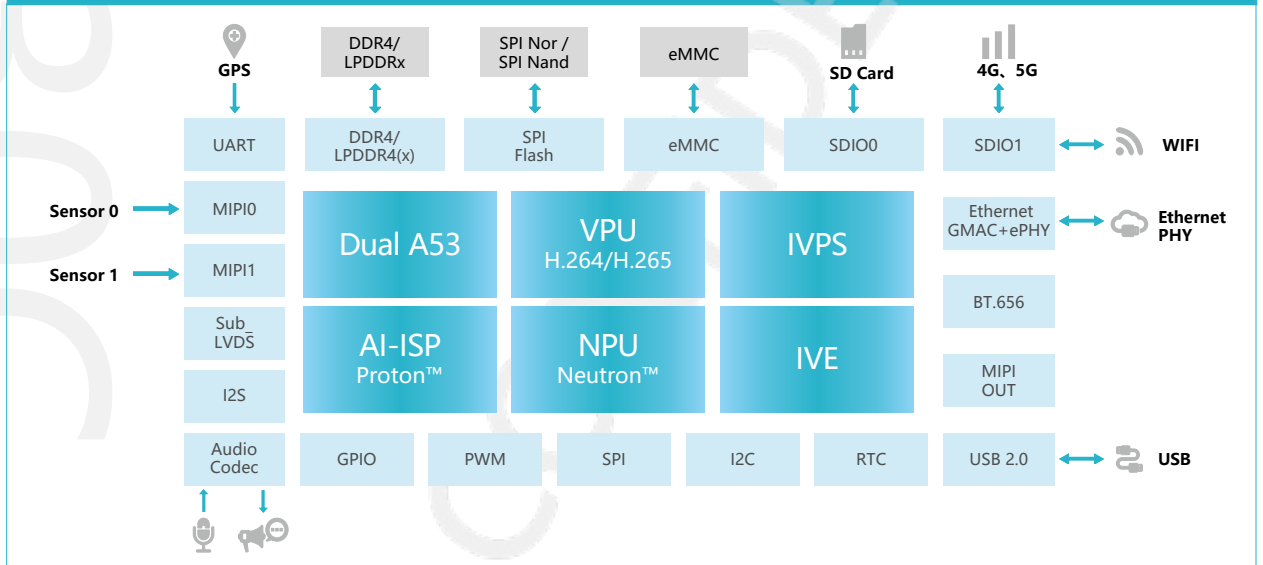 DDR4/
LPDDRx
SPI Nor /
SPI Nand
eMMC
GPS
SD Card
4G、5G
UART
DDR4/
LPDDR4(x)
SPI
Flash
eMMC
SDIO0
SDIO1
WIFI
Sensor 0
MIPI0
Dual A53
VPU
H.264/H.265
IVPS
Ethernet
GMAC+ePHY
Ethernet
PHY
Sensor 1
MIPI1
BT.656
Sub_
LVDS
AI-ISP
Proton™
NPU
Neutron™
IVE
MIPI
OUT
I2S
Audio
Codec
GPIO
PWM
SPI
I2C
RTC
USB 2.0
USB